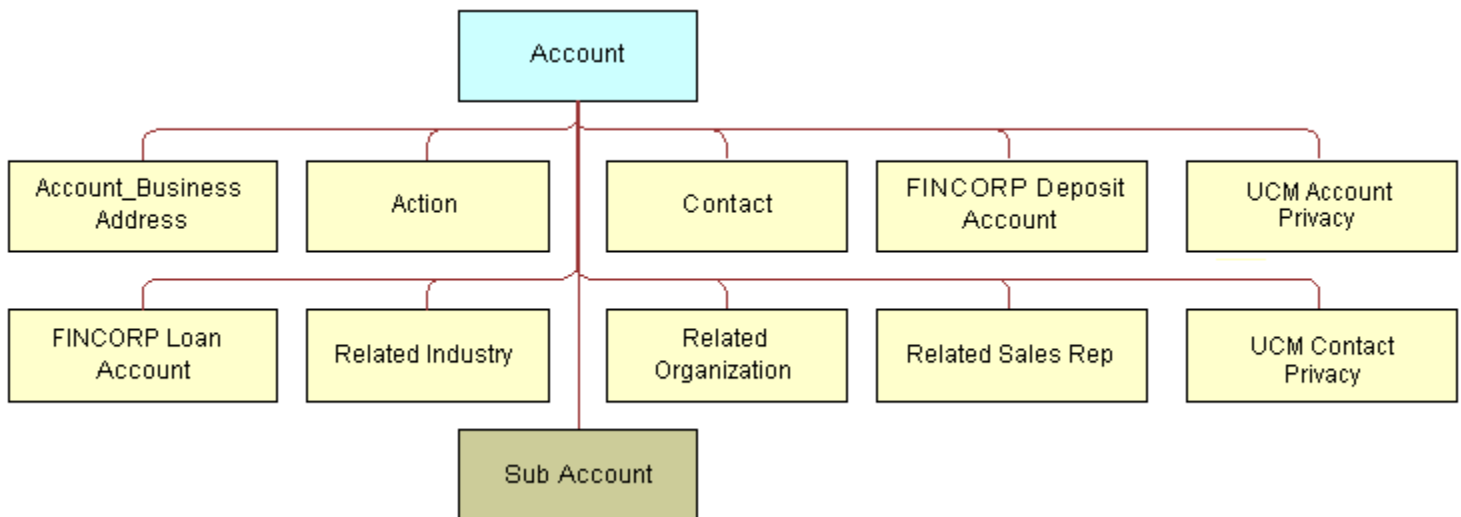 Account
Account_Business
Address
Action
Contact
FINCORP Deposit
Account
UCM Account
Privacy
FINCORP Loan
Account
Related Industry
Related
Organization
Related Sales Rep
UCM Contact
Privacy
Sub Account